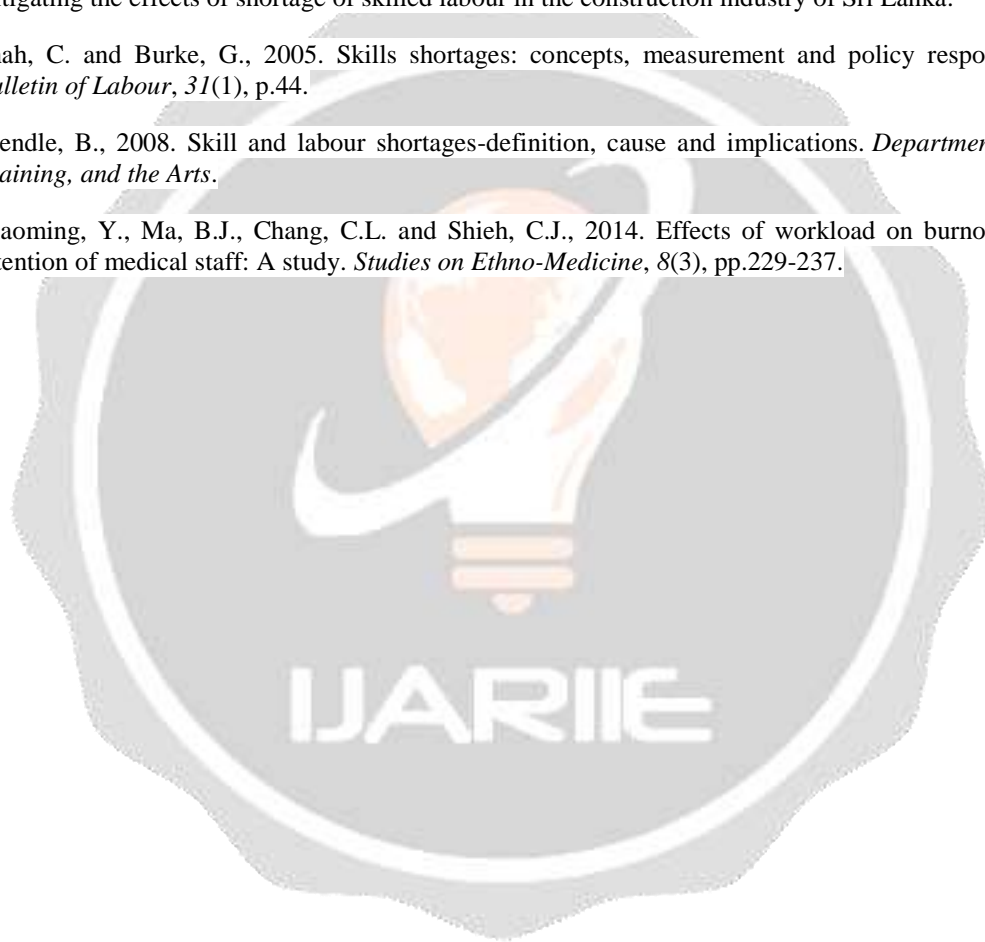 itigating the effects of shortage of skilled labour in the construction industry of Sri Lanka.
ah, C. and Burke, G., 2005. Skills shortages: concepts, measurement and policy respo
lletin of Labour, 31(1), p.44.
endle, B., 2008. Skill and labour shortages-definition, cause and implications. Departmen
aining, and the Arts.
aoming, Y., Ma, B.J., Chang, C.L. and Shieh, C.J., 2014. Effects of workload on burno
tention of medical staff: A study. Studies on Ethno-Medicine, 8(3), pp.229-237.
IJARIIE